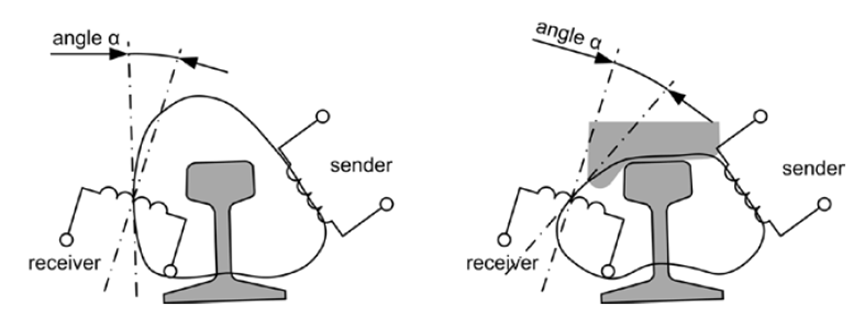 angle α
sender
receiver
angle α
sender
receiver